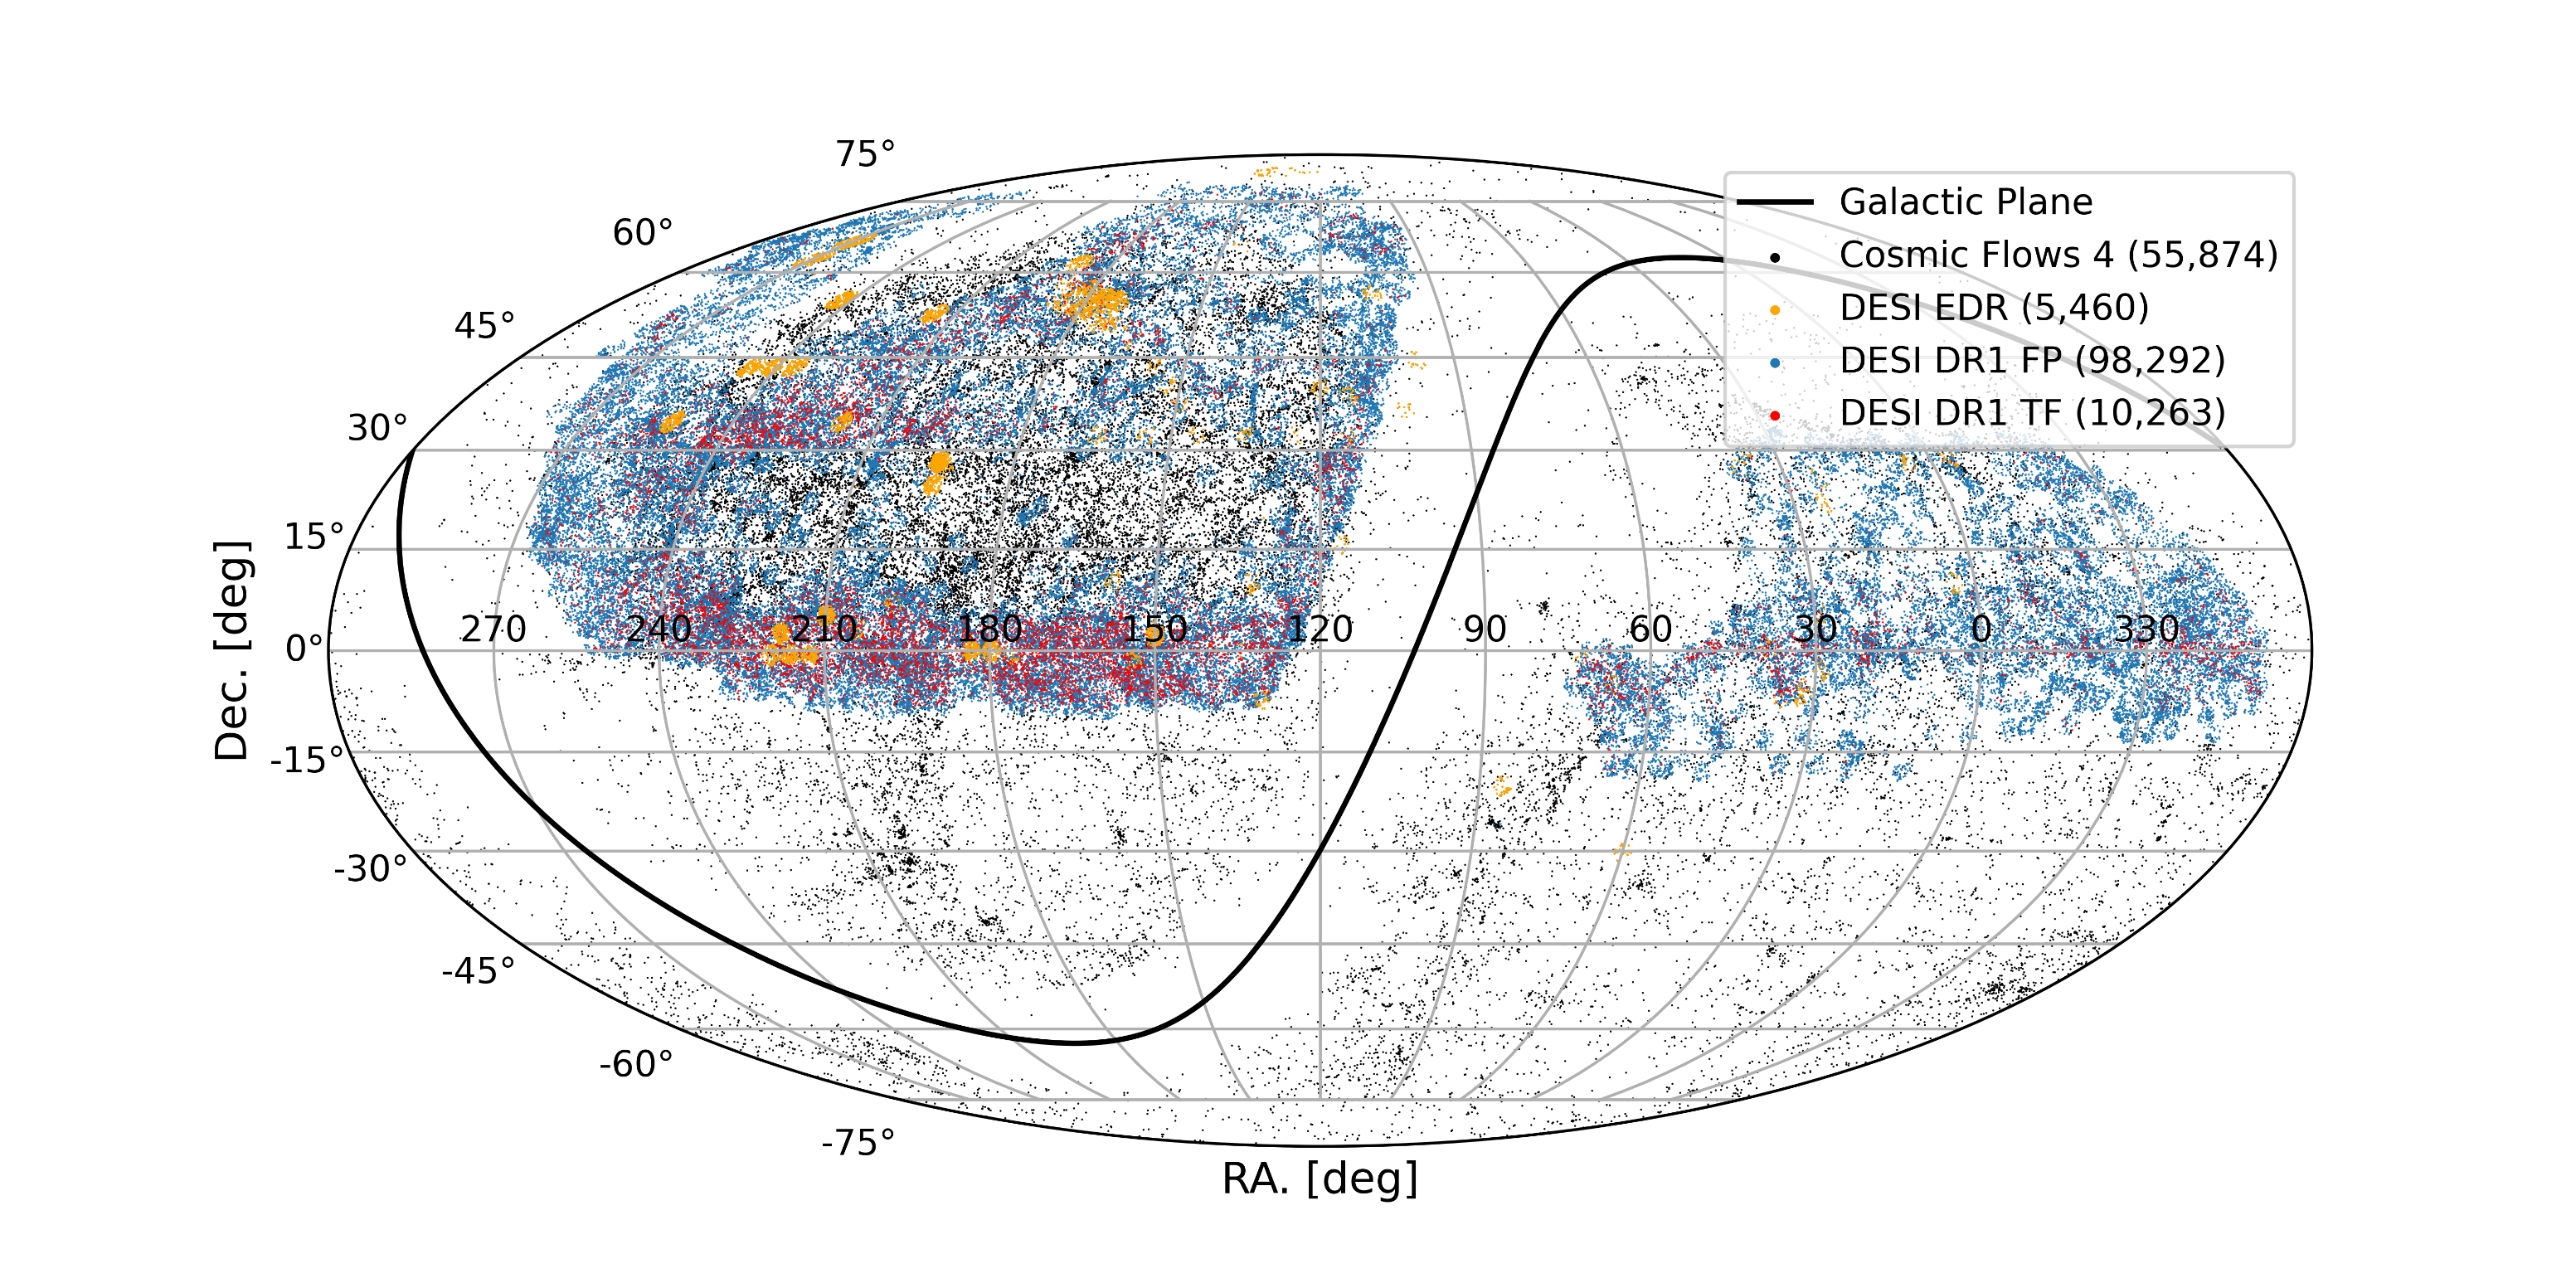 75°
60°
45°
30°
15°
0°
-15°
-30°
-45°
-60°
-75°
Dec. [deg]
270 240 210 180 150 120 90 60 30 0 330
RA. [deg]
Galactic Plane
Cosmic Flows 4 (55,874)
DESI EDR (5,460)
DESI DR1 FP (98,292)
DESI DR1 TF (10,263)